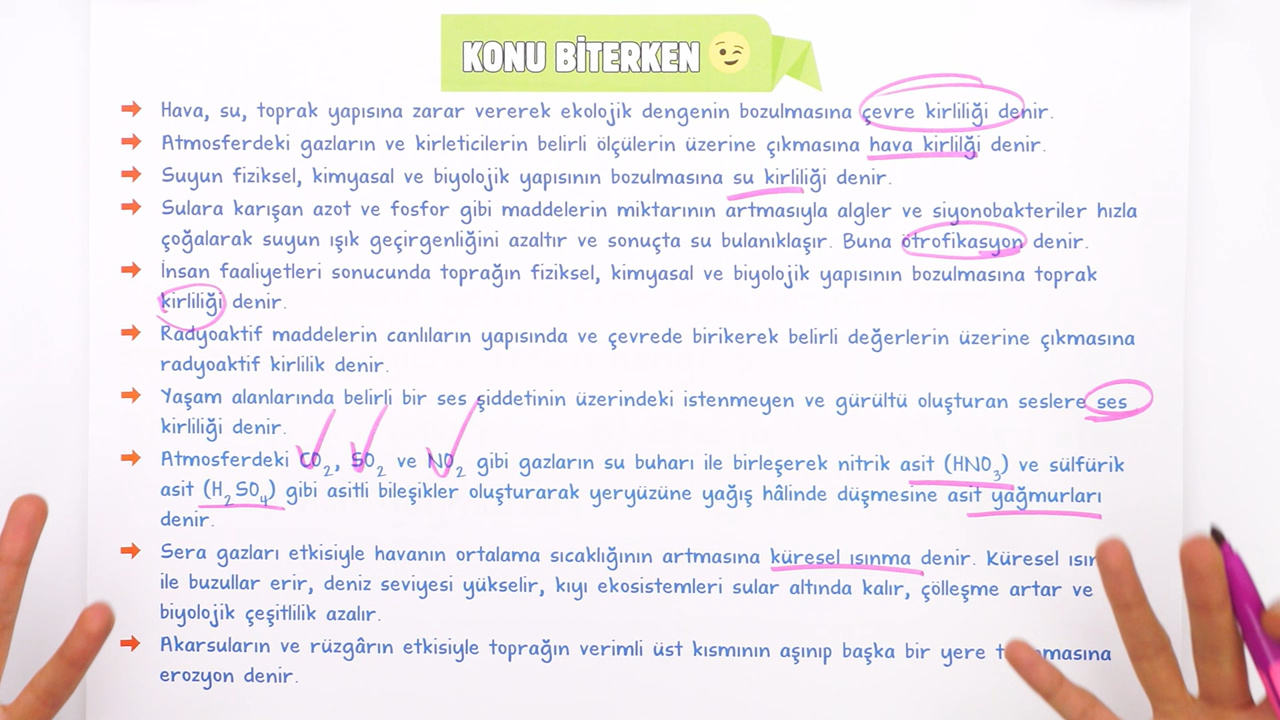 KONU BİTERKEN
Hava, su, toprak yapısına zarar vererek ekolojik dengenin bozulmasına çevre kirliliği denir.
Atmosferdeki gazların ve kirleticilerin belirli ölçülerin üzerine çıkmasına hava kirlilği denir.
Suyun fiziksel, kimyasal ve biyolojik yapısının bozulmasına su kirliliği denir.
Sulara karışan azot ve fosfor gibi maddelerin miktarının artmasıyla algler ve siyonobakteriler hızla
çoğalarak suyun ışık geçirgenliğini azaltır ve sonuçta su bulanıklaşır. Buna ötrofikasyon denir.
İnsan faaliyetleri sonucunda toprağın fiziksel, kimyasal ve biyolojik yapısının bozulmasına toprak
kirliliği denir.
Radyoaktif maddelerin canlıların yapısında ve çevrede birikerek belirli değerlerin üzerine çıkmasına
radyoaktif kirlilik denir.
Yaşam alanlarında belirli bir ses şiddetinin üzerindeki istenmeyen ve gürültü oluşturan seslere ses
kirliliği denir.
Atmosferdeki CO₂, SO₂ ve NO₂ gibi gazların su buharı ile birleşerek nitrik asit (HNO₃) ve sülfürik
asit (H₂SO₄) gibi asitli bileşikler oluşturarak yeryüzüne yağış hâlinde düşmesine asit yağmurları
denir.
Sera gazları etkisiyle havanın ortalama sıcaklığının artmasına küresel ısınma denir. Küresel
ile buzullar erir, deniz seviyesi yükselir, kıyı ekosistemleri sular altında kalır, çölleşme artar ve
biyolojik çeşitlilik azalır.
Akarsuların ve rüzgârın etkisiyle toprağın verimli üst kısmının aşınıp başka bir yere
erozyon denir.